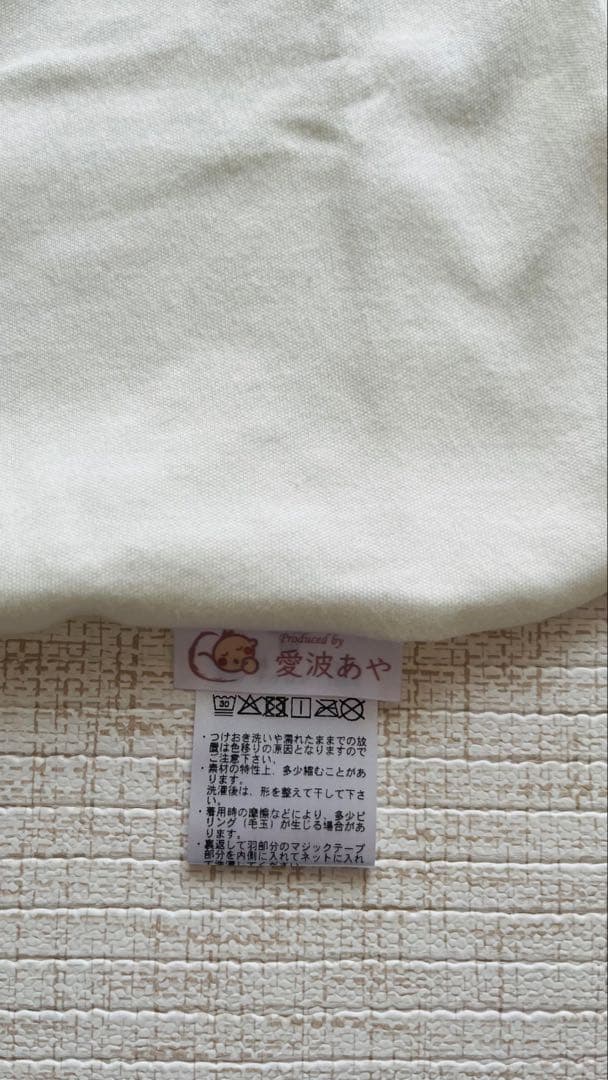 Produced by
愛波あや
30
・つけおき洗いや濡れたままでの放
置は色移りの原因となりますので
ご注意下さい。
・素材の特性上、多少縮むことがあ
ります。
洗濯後は、形を整えて干して下さ
い。
・着用時の摩擦などにより、多少ピ
リング（毛玉）が生じる場合があ
ります。
・裏返して羽部分のマジックテープ
部分を内側に入れてネットに入れ